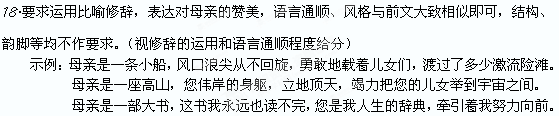 18·要求运用比喻修辞，表达对母亲的赞美，语言通顺、风格与前文大致相似即可，结构、
韵脚等均不作要求。（视修辞的运用和语言通顺程度给分）
示例：母亲是一条小船，风口浪尖从不回旋，勇敢地载着儿女们，渡过了多少激流险滩。
母亲是一座高山，您伟岸的身躯，立地顶天，竭力把您的儿女举到宇宙之间。
母亲是一部大书，这书我永远也读不完，您是我人生的辞典，牵引着我努力向前。